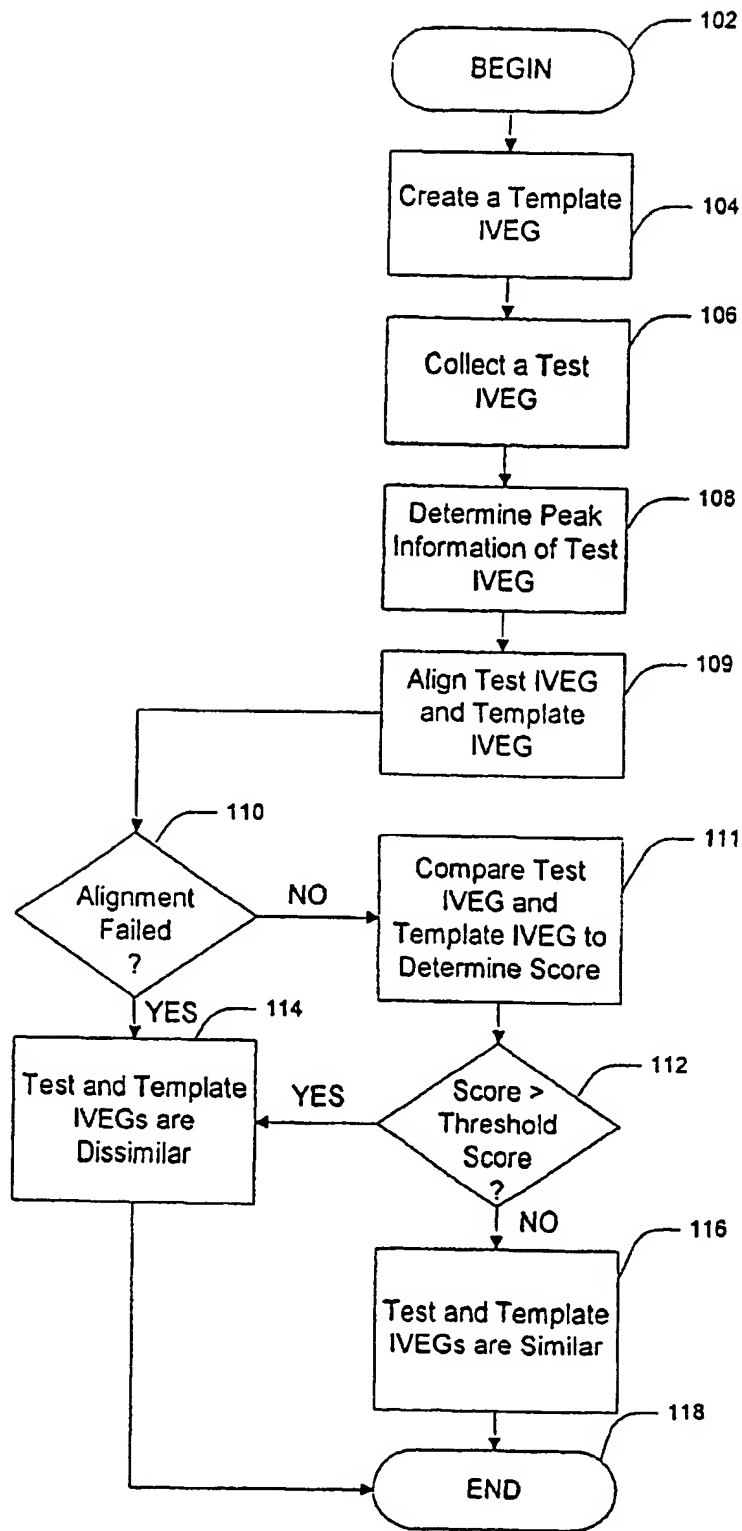 102
BEGIN
Create a Template
IVEG
104
106
Collect a Test
IVEG
108
Determine Peak
Information of Test
IVEG
109
Align Test IVEG
and Template
IVEG
110
Alignment
Failed
?
NO
111
Compare Test
IVEG and
Template IVEG to
Determine Score
YES
114
Test and Template
IVEGs are
Dissimilar
YES
112
Score >
Threshold
Score
?
NO
116
Test and Template
IVEGs are Similar
118
END